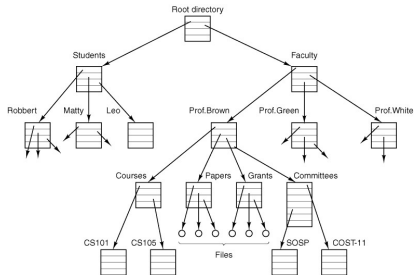 Root directory
Students
Faculty
Robbert
Matty
Leo
Prof.Brown
Prof.Green
Prof.White
Courses
Papers
Grants
Committees
CS101
CS105
Files
SOSP
COST-11